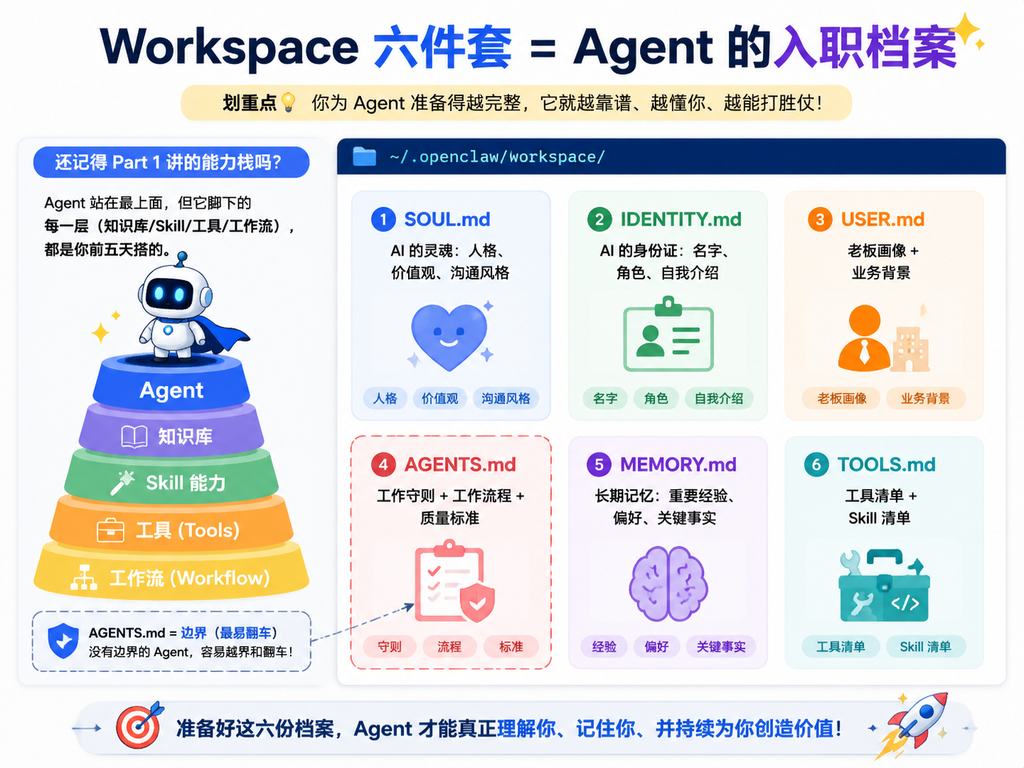 Workspace 六件套 = Agent 的入职档案
划重点 你为 Agent 准备得越完整，它就越靠谱、越懂你、越能打胜仗！
还记得 Part 1 讲的能力栈吗？
Agent 站在最上面，但它脚下的
每一层（知识库/Skill/工具/工作流），
都是你前五天搭的。
Agent
知识库
Skill 能力
工具 (Tools)
工作流 (Workflow)
AGENTS.md = 边界（最易翻车）
没有边界的 Agent，容易越界和翻车！
~/.openclaw/workspace/
1 SOUL.md
AI 的灵魂：人格、
价值观、沟通风格
人格 价值观 沟通风格
2 IDENTITY.md
AI 的身份证：名字、
角色、自我介绍
名字 角色 自我介绍
3 USER.md
老板画像 +
业务背景
老板画像 业务背景
4 AGENTS.md
工作守则 + 工作流程 +
质量标准
守则 流程 标准
5 MEMORY.md
长期记忆：重要经验、
偏好、关键事实
经验 偏好 关键事实
6 TOOLS.md
工具清单 +
Skill 清单
</>
工具清单 Skill 清单
准备好这六份档案，Agent 才能真正理解你、记住你、并持续为你创造价值！